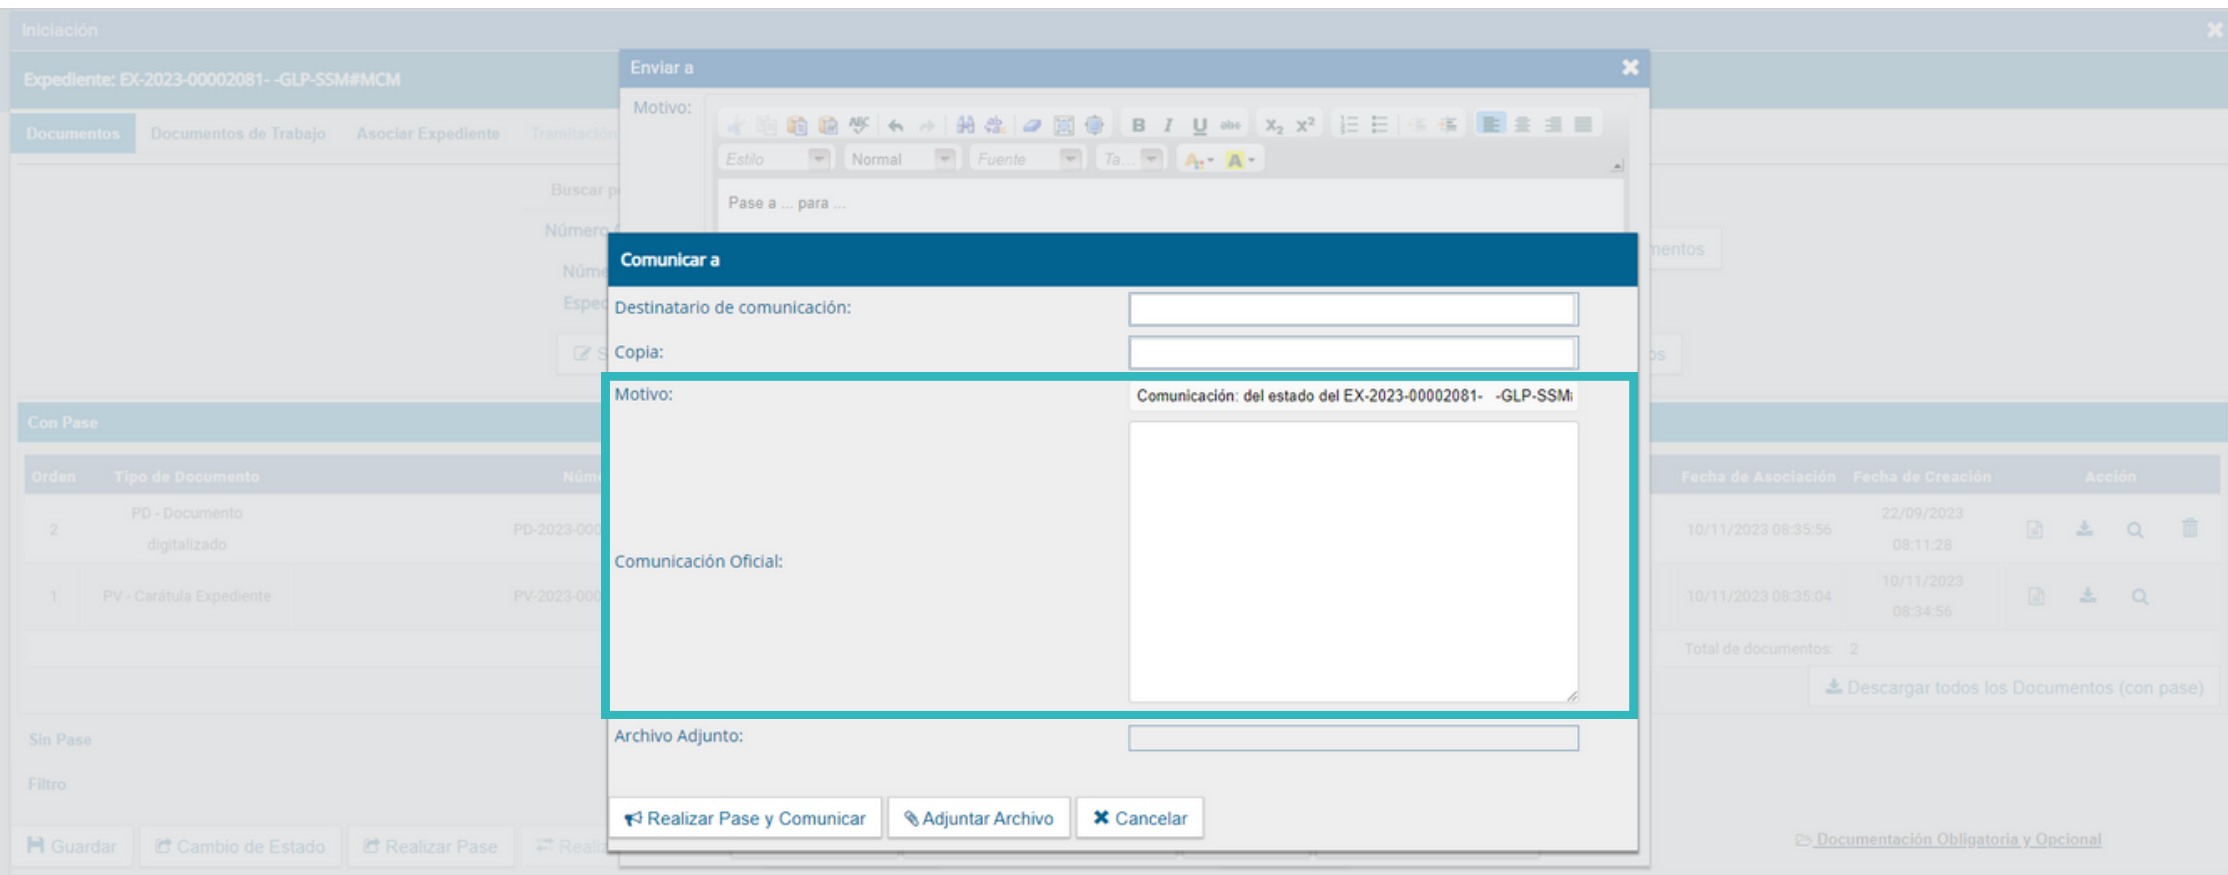 Iniciación
Expediente: EX-2023-00002081- -GLP-SSM#MCM
Documentos
Documentos de Trabajo
Asociar Expediente
Tramitación
Buscar
Número
Enviar a
Motivo:
ABC
B I U abc X₂ X²
Estilo
Normal
Fuente
Ta...
A
A
Pase a ... para ...
Comunicar a
Destinatario de comunicación:
Copia:
Motivo:
Comunicación: del estado del EX-2023-00002081- -GLP-SSM
Comunicación Oficial:
Archivo Adjunto:
Realizar Pase y Comunicar
Adjuntar Archivo
Cancelar
Con Pase
Orden
Tipo de Documento
Fecha de Asociación
Fecha de Creación
Acción
2
PD - Documento
digitalizado
PD-2023-000
10/11/2023 08:35:56
22/09/2023
08:11:28
1
PV - Carátula Expediente
PV-2023-000
10/11/2023 08:35:04
10/11/2023
08:34:56
Total de documentos: 2
Descargar todos los Documentos (con pase)
Sin Pase
Filtro
Guardar
Cambio de Estado
Realizar Pase
Documentación Obligatoria y Opcional